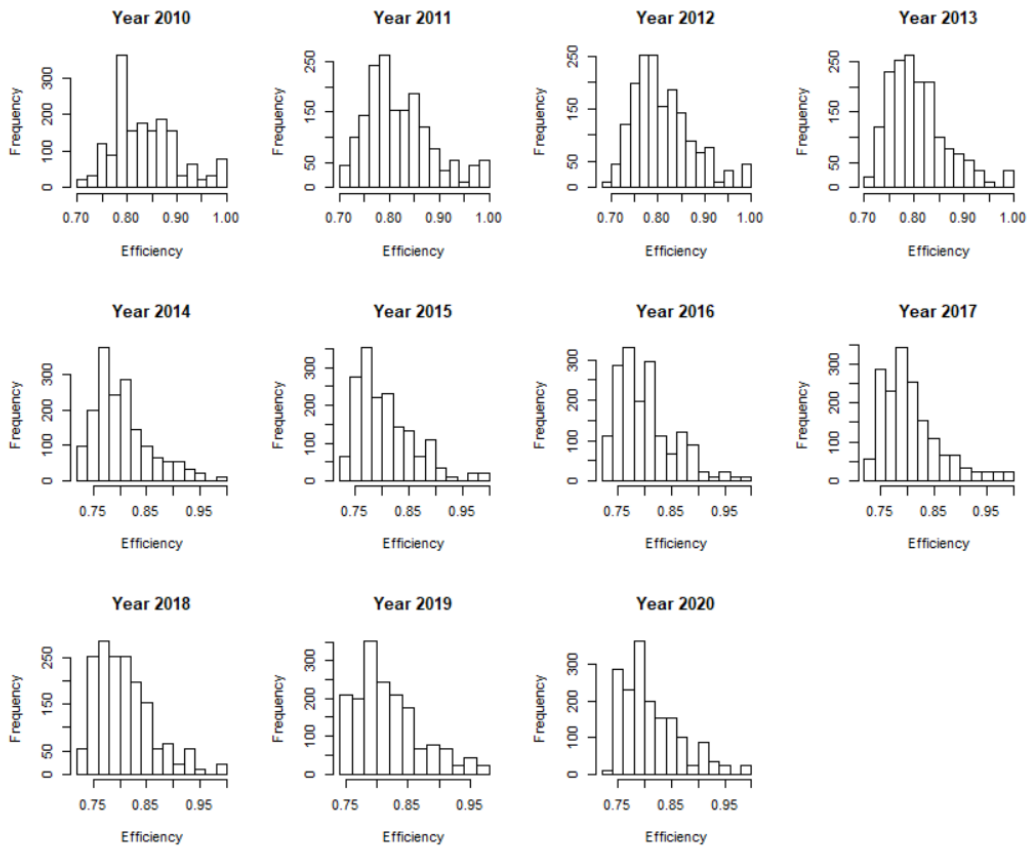 Year 2010 Year 2011 Year 2012 Year 2013
Frequency 0 100 200 300
0.70 0.80 0.90 1.00
Efficiency
Frequency 0 50 150 250
0.70 0.80 0.90 1.00
Efficiency
Frequency 0 50 150 250
0.70 0.80 0.90 1.00
Efficiency
Frequency 0 50 150 250
0.70 0.80 0.90 1.00
Efficiency
Year 2014 Year 2015 Year 2016 Year 2017
Frequency 0 100 200 300
0.75 0.85 0.95
Efficiency
Frequency 0 100 200 300
0.75 0.85 0.95
Efficiency
Frequency 0 100 200 300
0.75 0.85 0.95
Efficiency
Frequency 0 100 200 300
0.75 0.85 0.95
Efficiency
Year 2018 Year 2019 Year 2020
Frequency 0 50 150 250
0.75 0.85 0.95
Efficiency
Frequency 0 100 200 300
0.75 0.85 0.95
Efficiency
Frequency 0 100 200 300
0.75 0.85 0.95
Efficiency